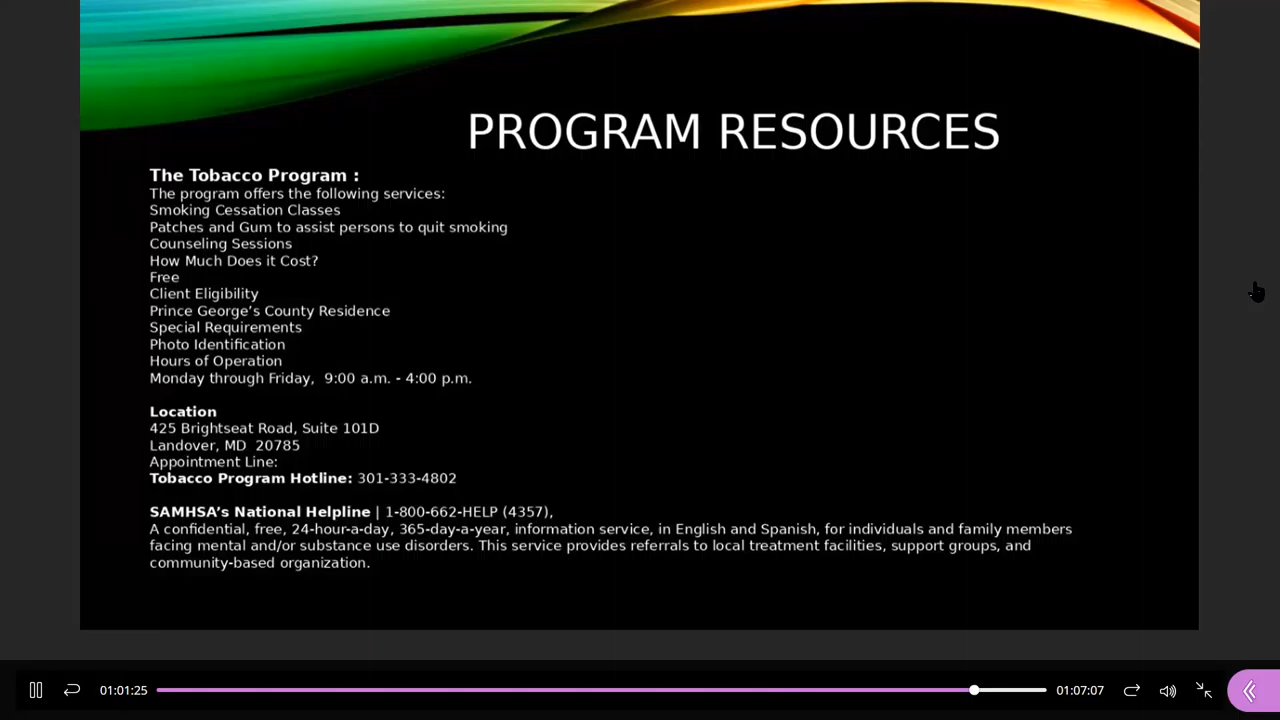 PROGRAM RESOURCES
The Tobacco Program :
The program offers the following services:
Smoking Cessation Classes
Patches and Gum to assist persons to quit smoking
Counseling Sessions
How Much Does it Cost?
Free
Client Eligibility
Prince George’s County Residence
Special Requirements
Photo Identification
Hours of Operation
Monday through Friday,  9:00 a.m. - 4:00 p.m.
Location
425 Brightseat Road, Suite 101D
Landover, MD  20785
Appointment Line:
Tobacco Program Hotline: 301-333-4802
SAMHSA’s National Helpline | 1-800-662-HELP (4357),
A confidential, free, 24-hour-a-day, 365-day-a-year, information service, in English and Spanish, for individuals and family members
facing mental and/or substance use disorders. This service provides referrals to local treatment facilities, support groups, and
community-based organization.
01:01:25 01:07:07